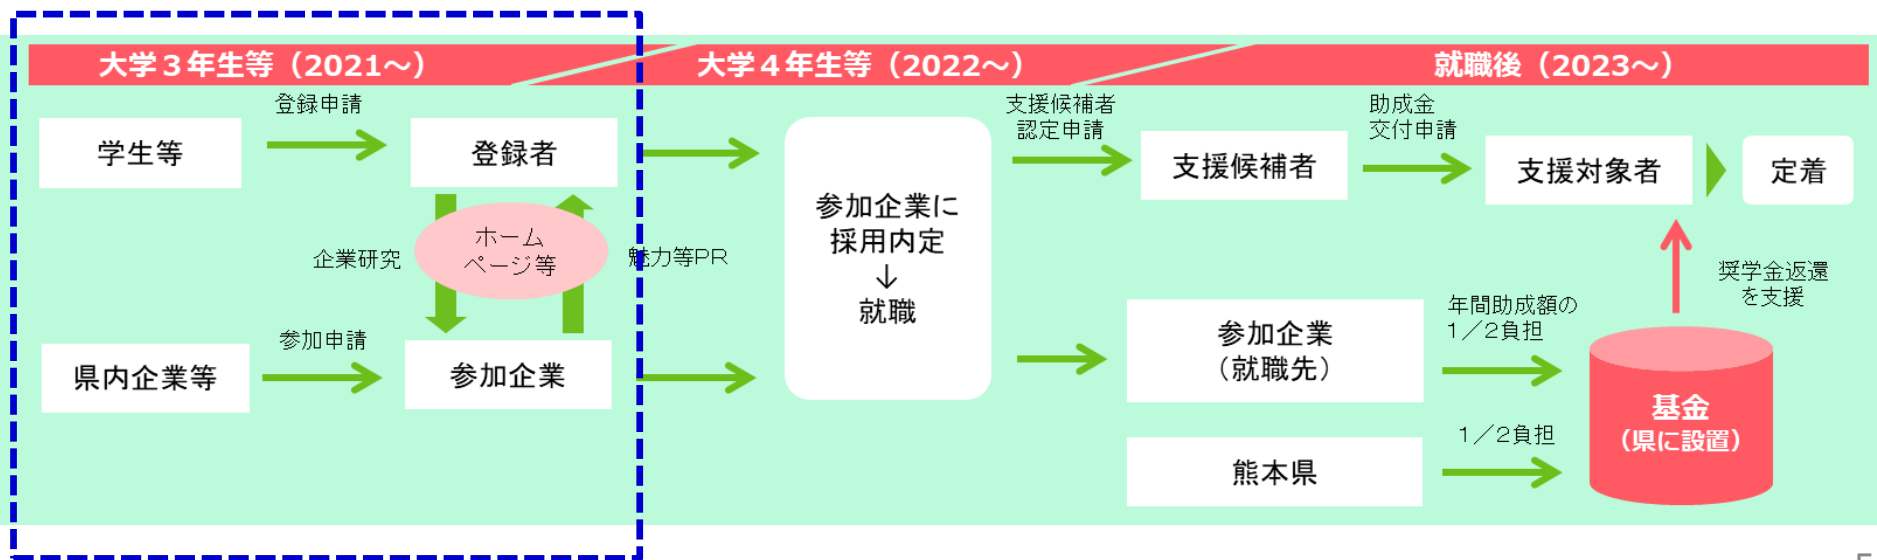 大学３年生等（2021～）
大学４年生等（2022～）
就職後（2023～）
学生等
登録申請
登録者
企業研究
ホーム
ページ等
魅力等PR
県内企業等
参加申請
参加企業
参加企業に
採用内定
↓
就職
支援候補者
認定申請
支援候補者
助成金
交付申請
支援対象者
定着
参加企業
（就職先）
年間助成額の
１／２負担
熊本県
１／２負担
基金
（県に設置）
奨学金返還
を支援